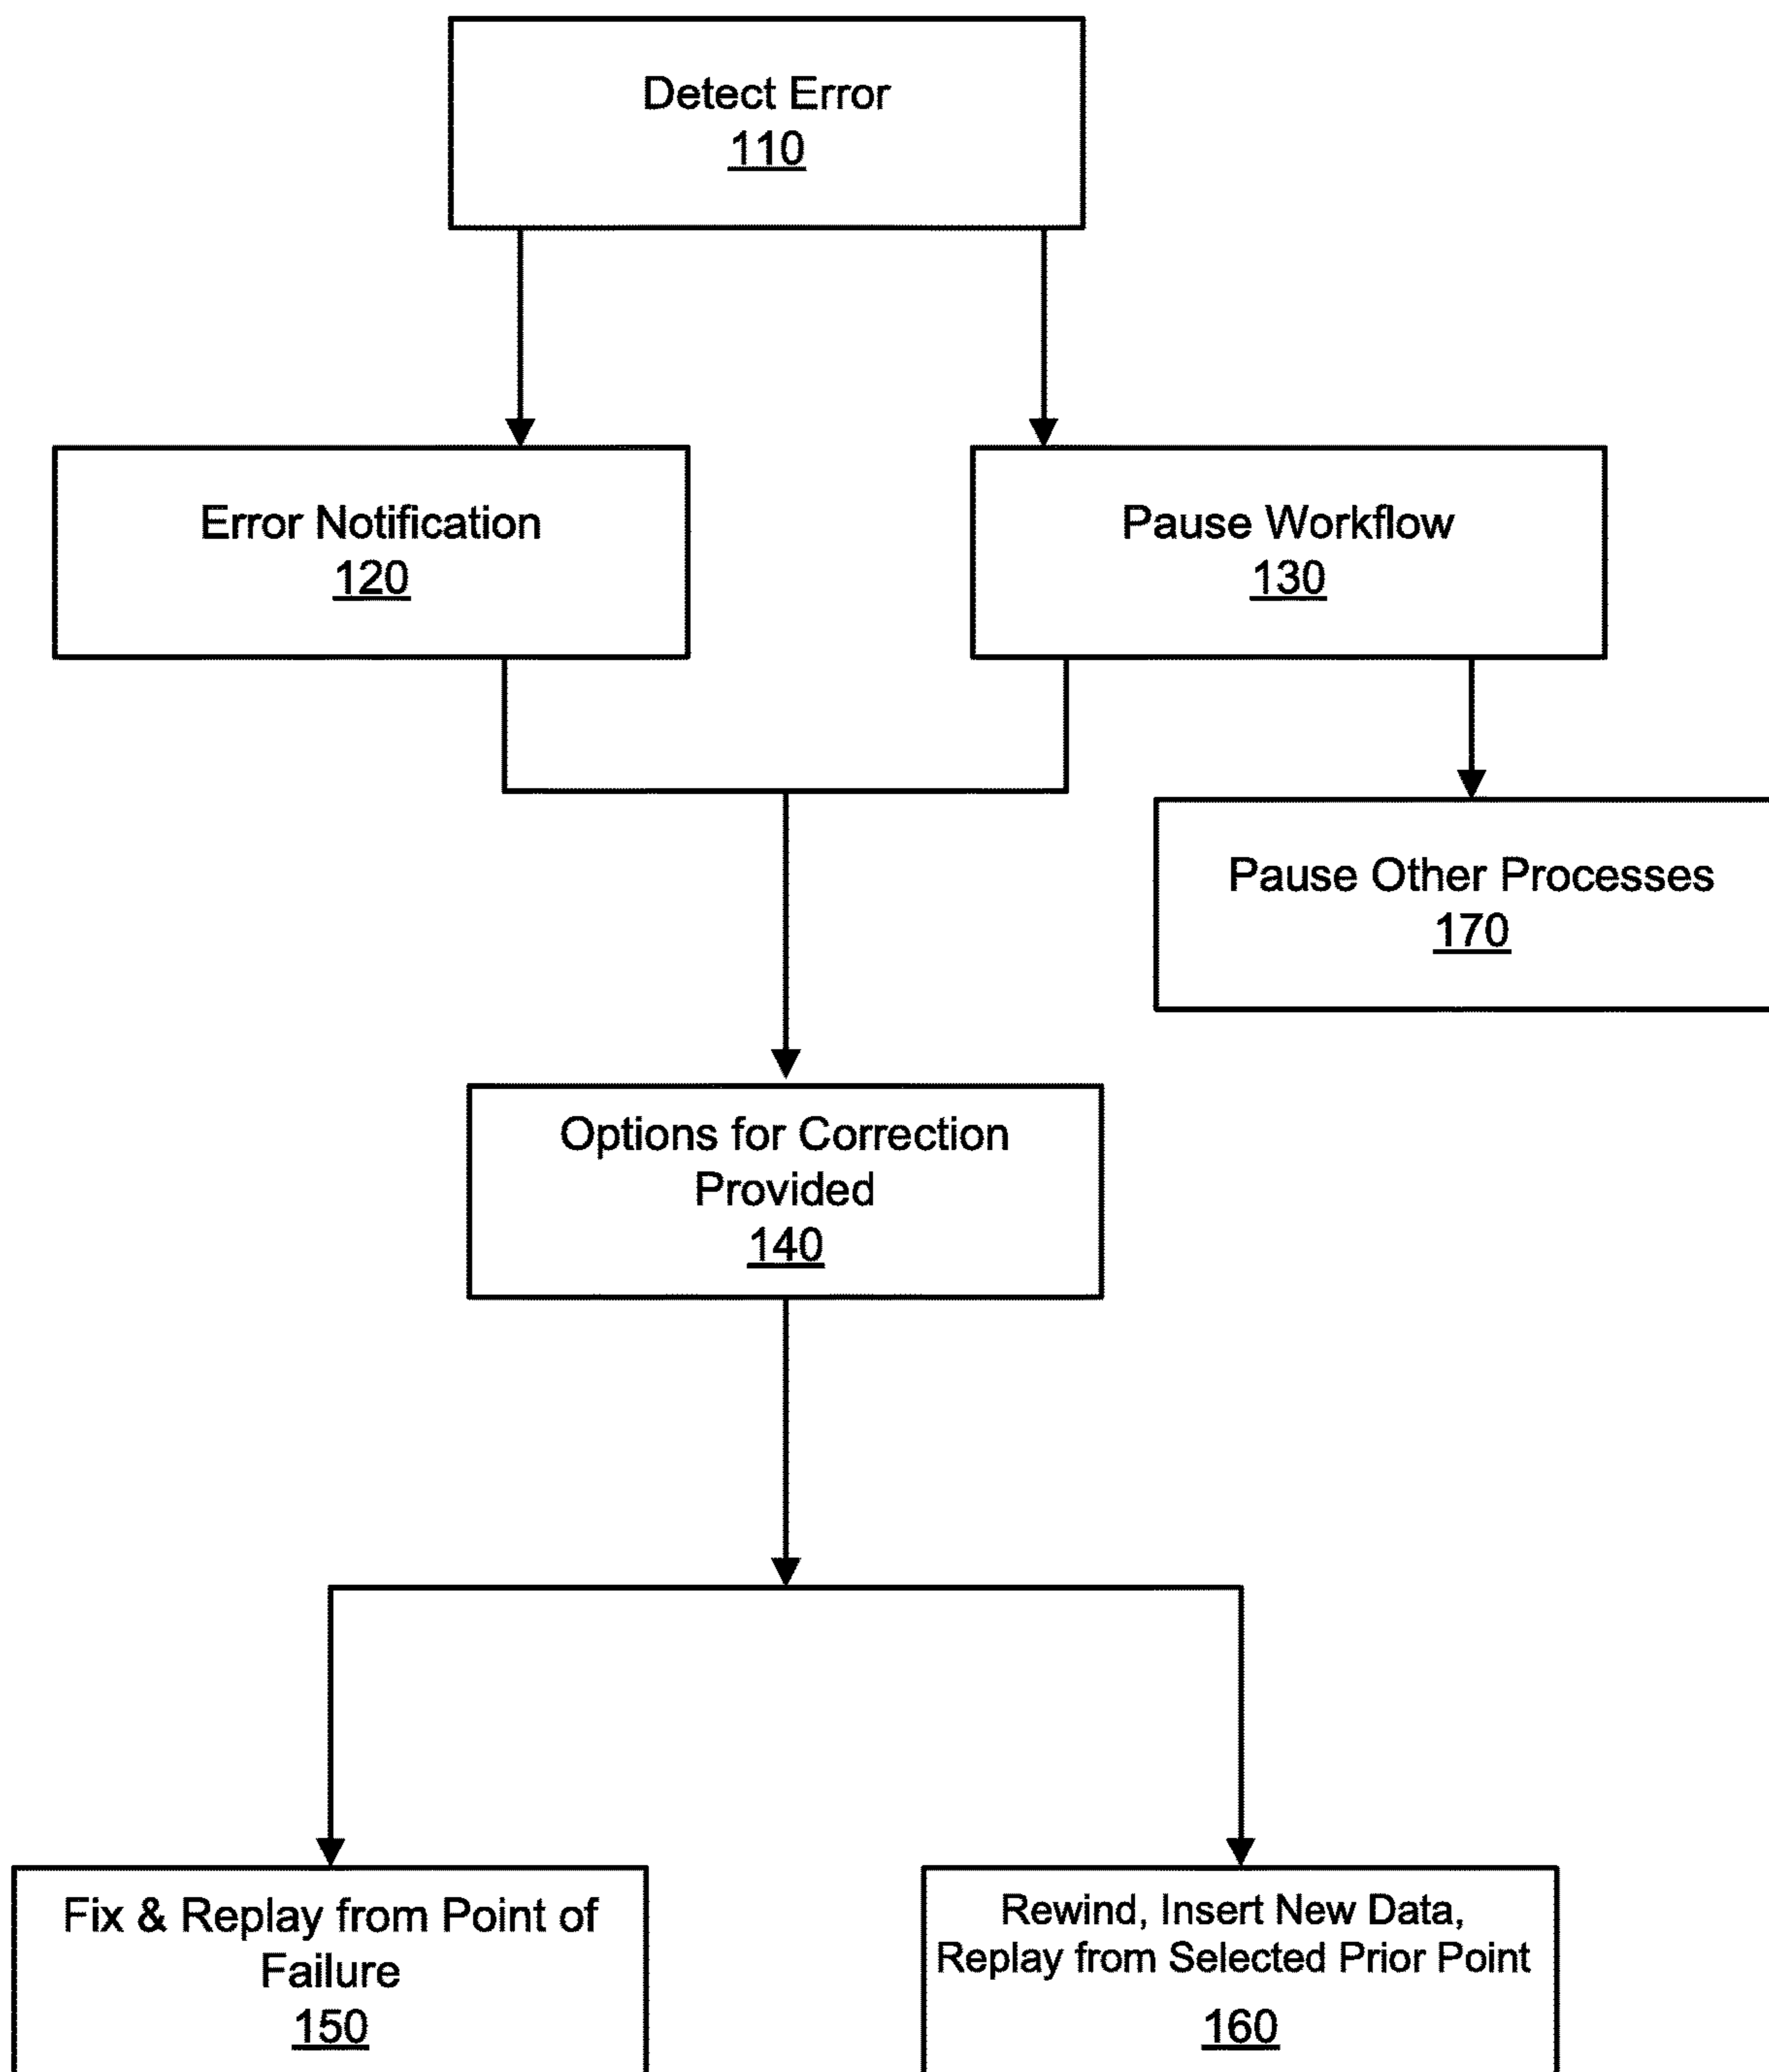 Detect Error
110
Error Notification
120
Pause Workflow
130
Pause Other Processes
170
Options for Correction
Provided
140
Fix & Replay from Point of
Failure
150
Rewind, Insert New Data,
Replay from Selected Prior Point
160